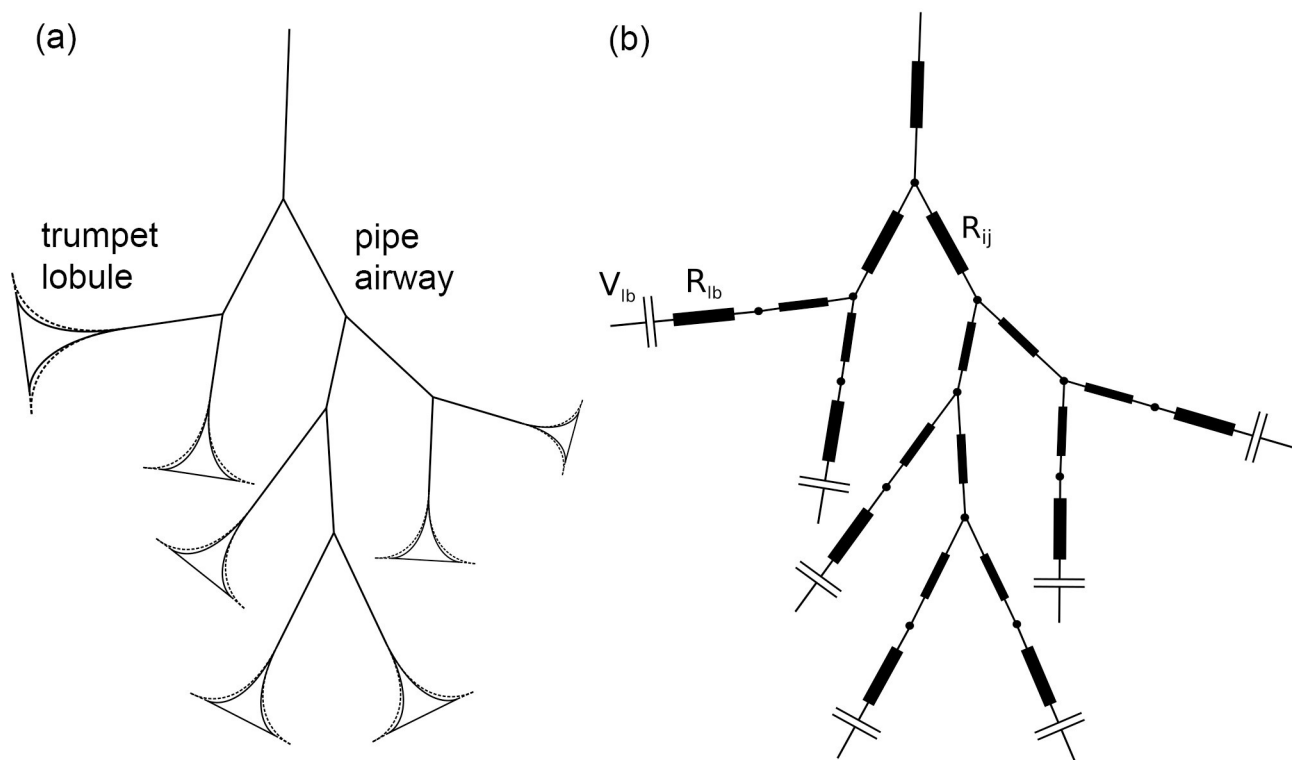 (a)
trumpet
lobule
pipe
airway
(b)
R_ij
V_lb
R_lb